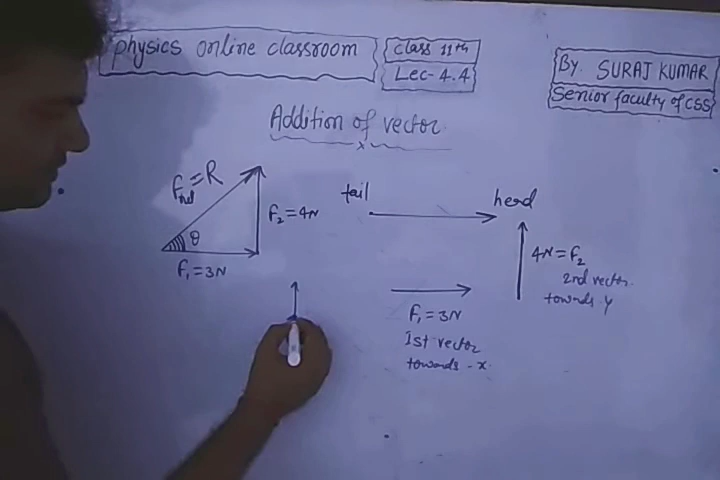 physics online classroom
Class 11th
Lec-4.4
By. SURAJ KUMAR
Senior faculty of CSS
Addition of vector
x
Fnet = R
θ
F₂=4N
F₁=3N
tail
head
4N=F₂
2nd vector.
towards y
F₁=3N
1st vector
towards -x